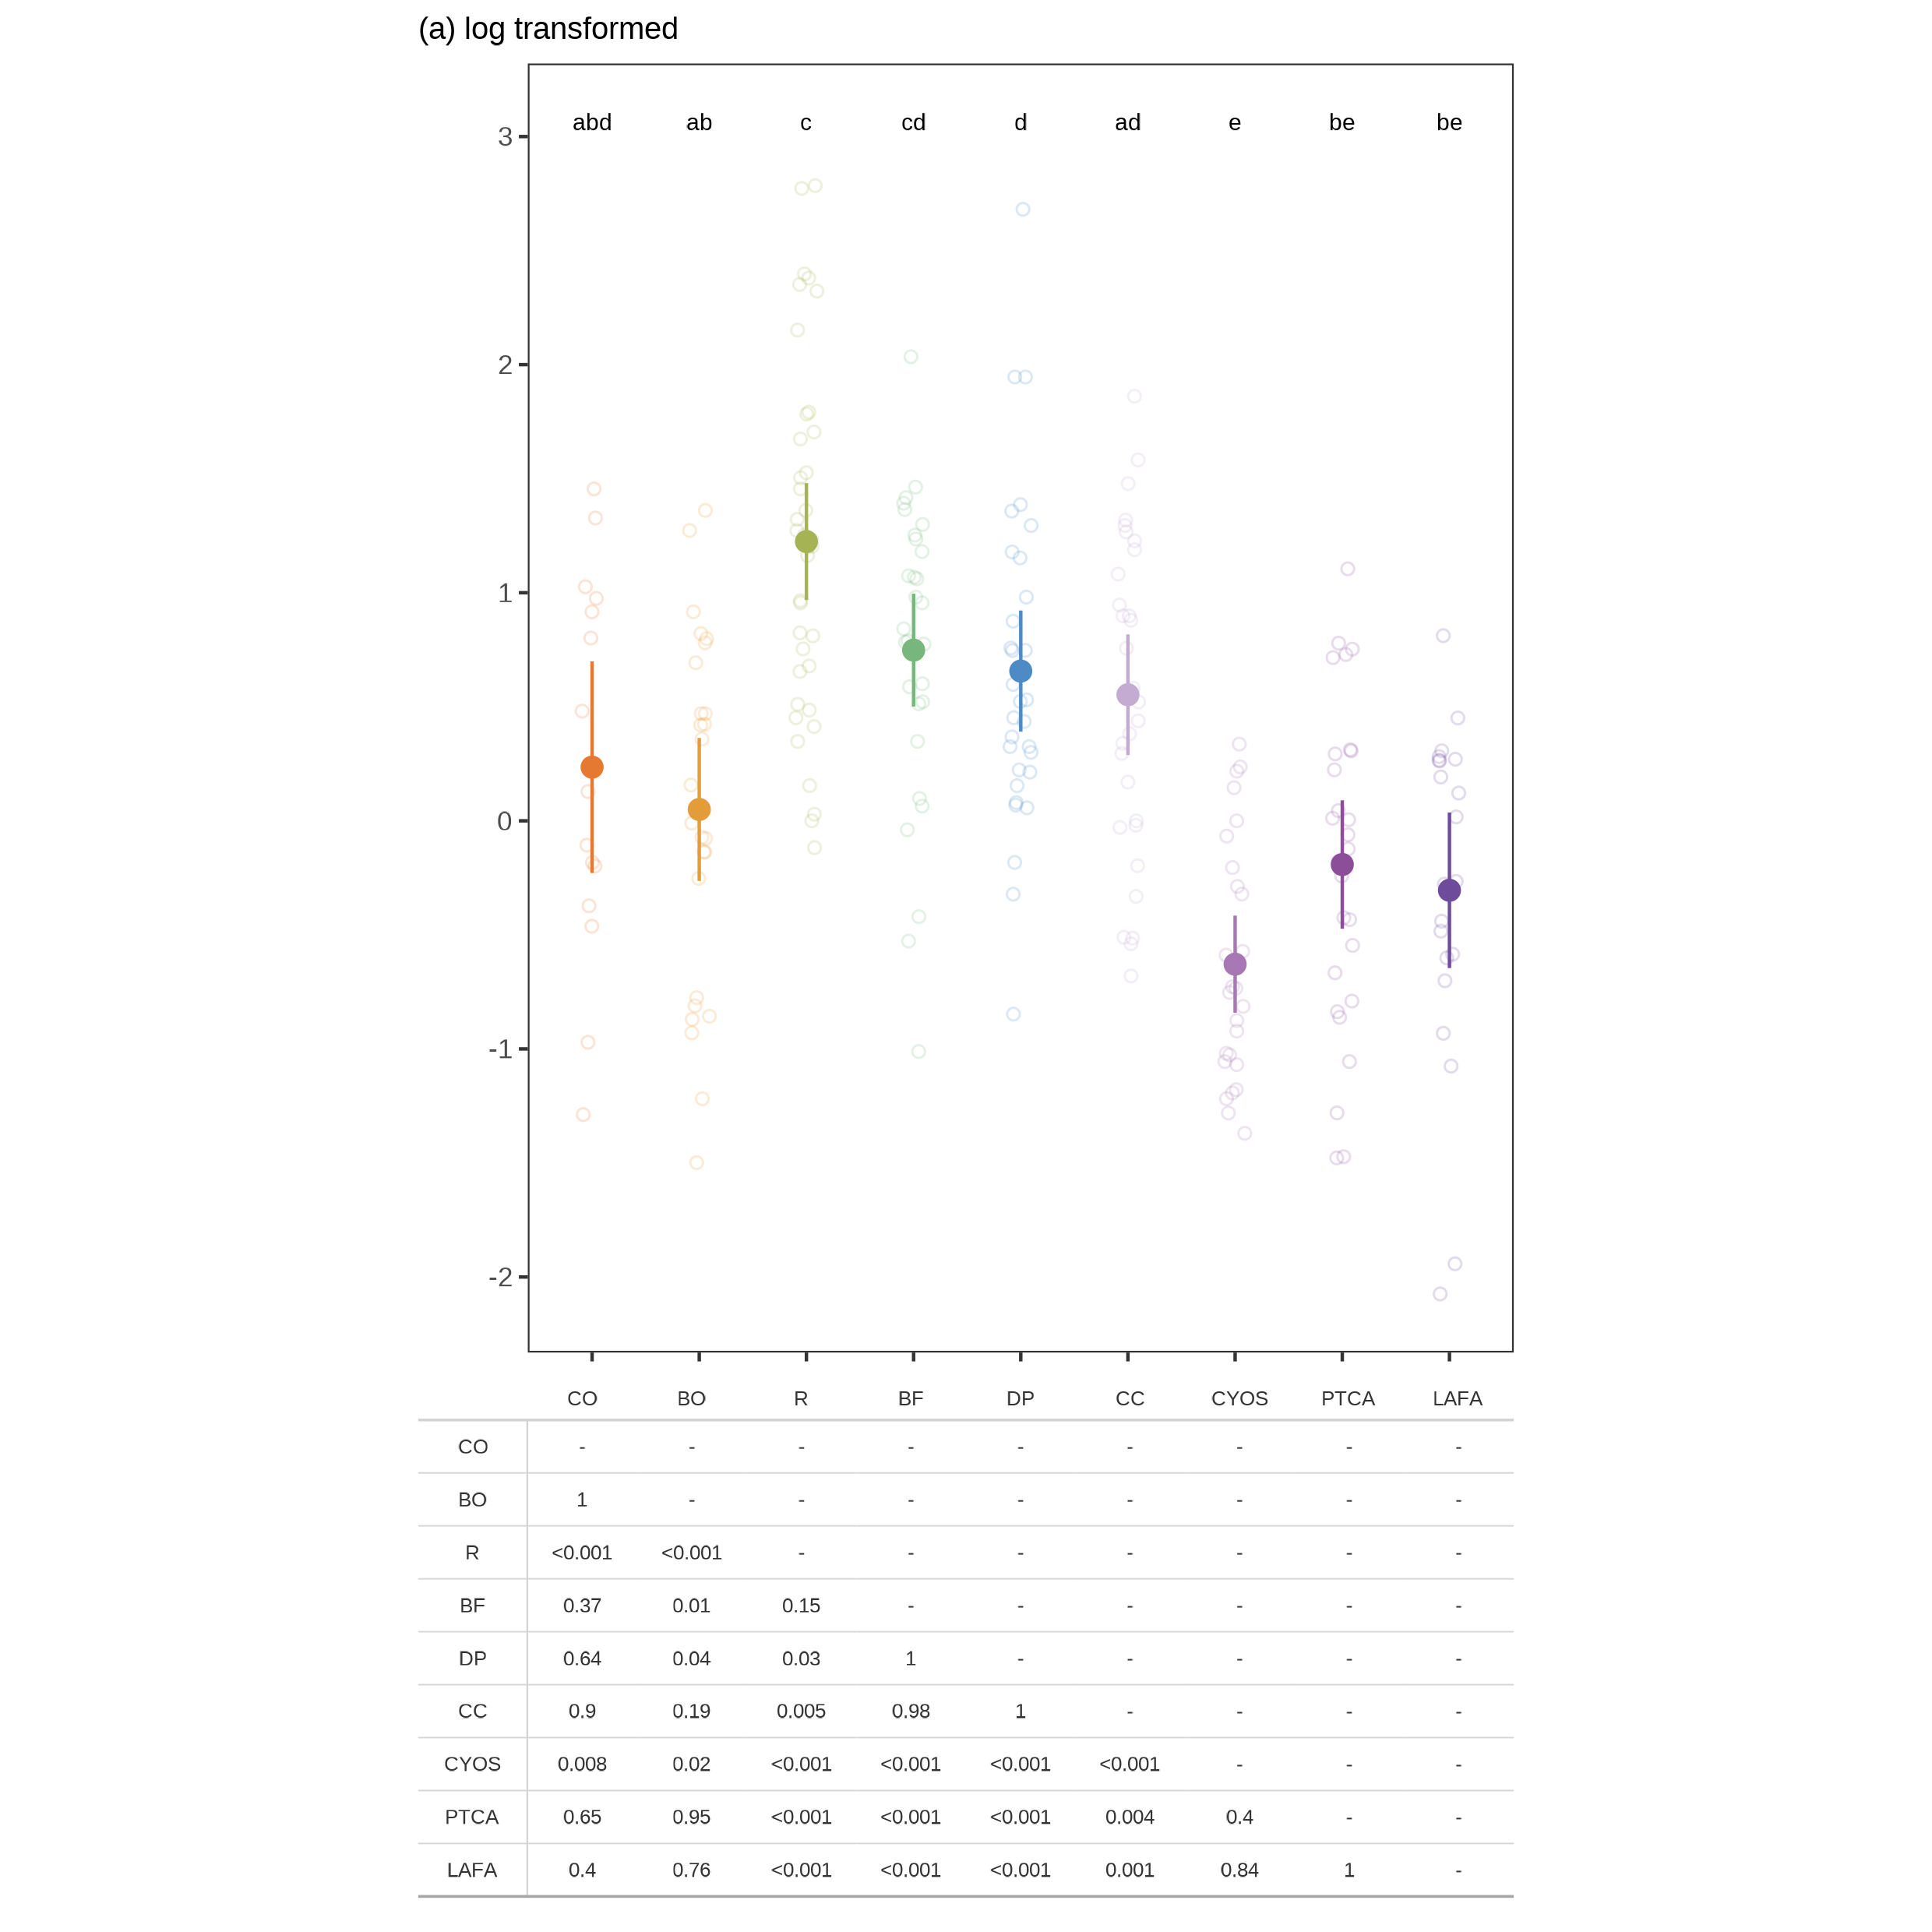 (a) log transformed
abd ab c cd d ad e be be
3
2
1
0
-1
-2
CO BO R BF DP CC CYOS PTCA LAFA
CO - - - - - - - - -
BO 1 - - - - - - - -
R <0.001 <0.001 - - - - - - -
BF 0.37 0.01 0.15 - - - - - -
DP 0.64 0.04 0.03 1 - - - - -
CC 0.9 0.19 0.005 0.98 1 - - - -
CYOS 0.008 0.02 <0.001 <0.001 <0.001 <0.001 - - -
PTCA 0.65 0.95 <0.001 <0.001 <0.001 0.004 0.4 - -
LAFA 0.4 0.76 <0.001 <0.001 <0.001 0.001 0.84 1 -